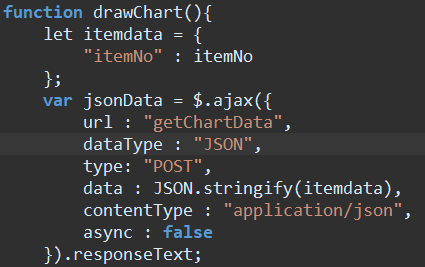 function drawChart(){
    let itemdata = {
        "itemNo" : itemNo
    };
    var jsonData = $.ajax({
        url : "getChartData",
        dataType : "JSON",
        type: "POST",
        data : JSON.stringify(itemdata),
        contentType : "application/json",
        async : false
    }).responseText;